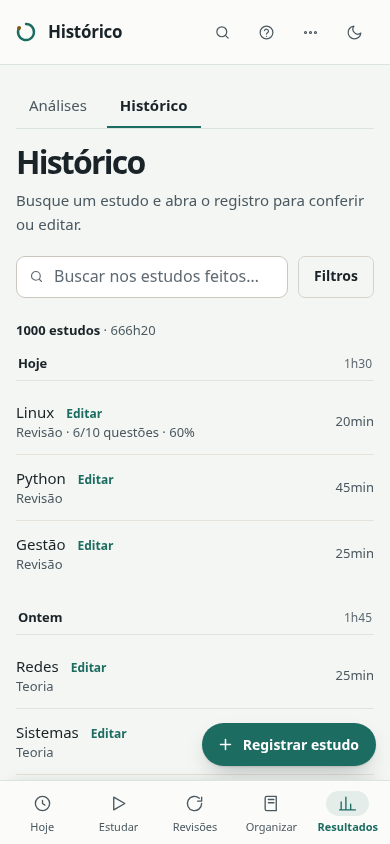 Histórico
Análises
Histórico
Histórico
Busque um estudo e abra o registro para conferir
ou editar.
Buscar nos estudos feitos...
Filtros
1000 estudos · 666h20
Hoje
1h30
Linux Editar
Revisão · 6/10 questões · 60%
20min
Python Editar
Revisão
45min
Gestão Editar
Revisão
25min
Ontem
1h45
Redes Editar
Teoria
25min
Sistemas Editar
Teoria
Registrar estudo
Hoje
Estudar
Revisões
Organizar
Resultados